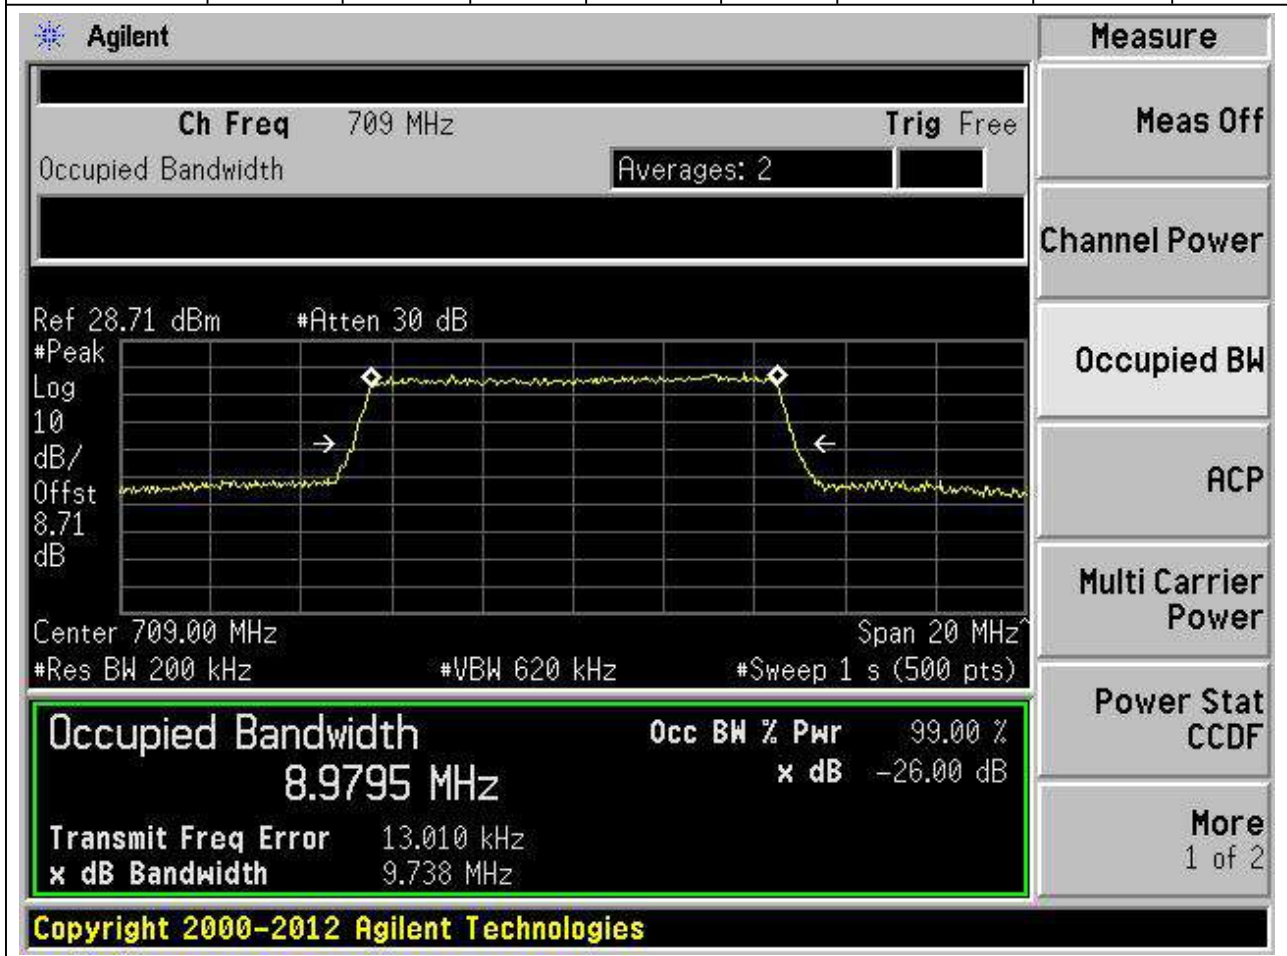 Agilent
Measure
Ch Freq 709 MHz Trig Free
Meas Off
Occupied Bandwidth Averages: 2
Channel Power
Ref 28.71 dBm #Atten 30 dB
#Peak
Log
10
dB/
Offst
8.71
dB
Occupied BW
ACP
Center 709.00 MHz Span 20 MHz^
#Res BW 200 kHz #VBW 620 kHz #Sweep 1 s (500 pts)
Multi Carrier
Power
Occupied Bandwidth Occ BW % Pwr 99.00 %
8.9795 MHz x dB -26.00 dB
Power Stat
CCDF
Transmit Freq Error 13.010 kHz
x dB Bandwidth 9.738 MHz
More
1 of 2
Copyright 2000-2012 Agilent Technologies